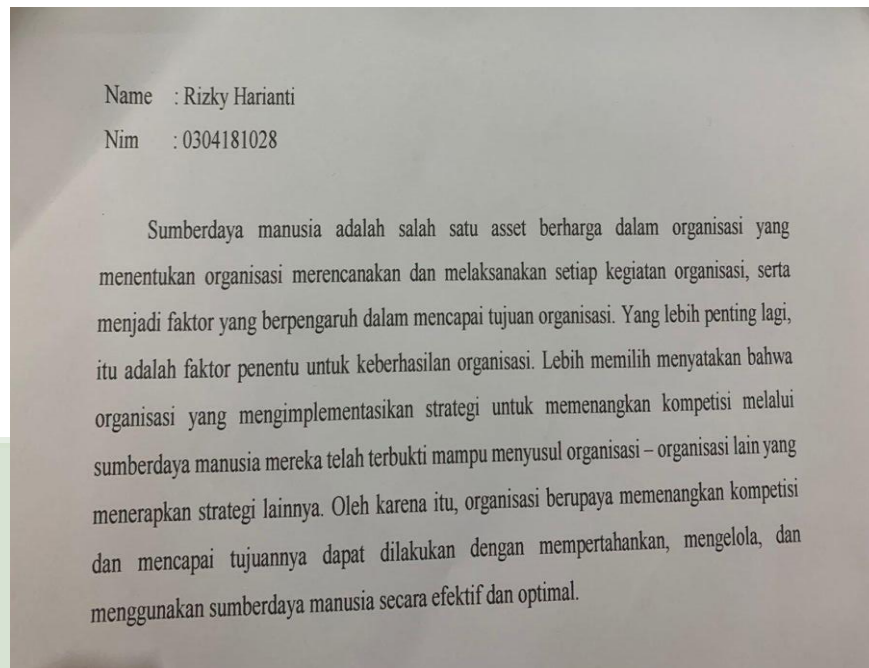 Name : Rizky Harianti
Nim : 0304181028
Sumberdaya manusia adalah salah satu asset berharga dalam organisasi yang
menentukan organisasi merencanakan dan melaksanakan setiap kegiatan organisasi, serta
menjadi faktor yang berpengaruh dalam mencapai tujuan organisasi. Yang lebih penting lagi,
itu adalah faktor penentu untuk keberhasilan organisasi. Lebih memilih menyatakan bahwa
organisasi yang mengimplementasikan strategi untuk memenangkan kompetisi melalui
sumberdaya manusia mereka telah terbukti mampu menyusul organisasi – organisasi lain yang
menerapkan strategi lainnya. Oleh karena itu, organisasi berupaya memenangkan kompetisi
dan mencapai tujuannya dapat dilakukan dengan mempertahankan, mengelola, dan
menggunakan sumberdaya manusia secara efektif dan optimal.